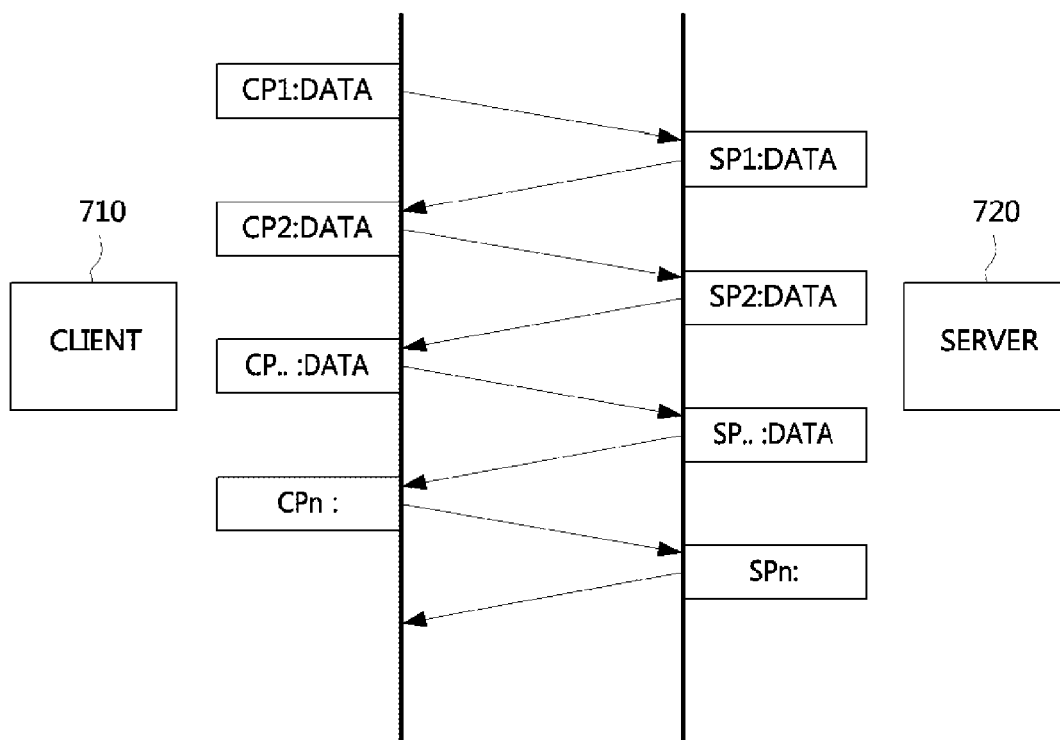 CP1:DATA
SP1:DATA
710
CP2:DATA
720
SP2:DATA
CLIENT
SERVER
CP.. :DATA
SP.. :DATA
CPn :
SPn: